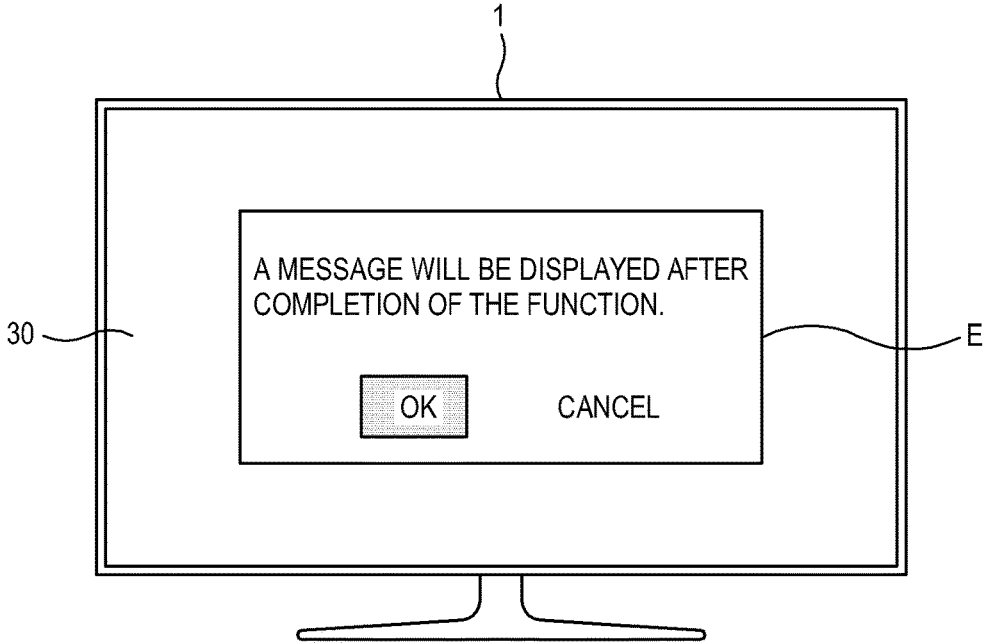 1
A MESSAGE WILL BE DISPLAYED AFTER
COMPLETION OF THE FUNCTION.
30
E
OK CANCEL